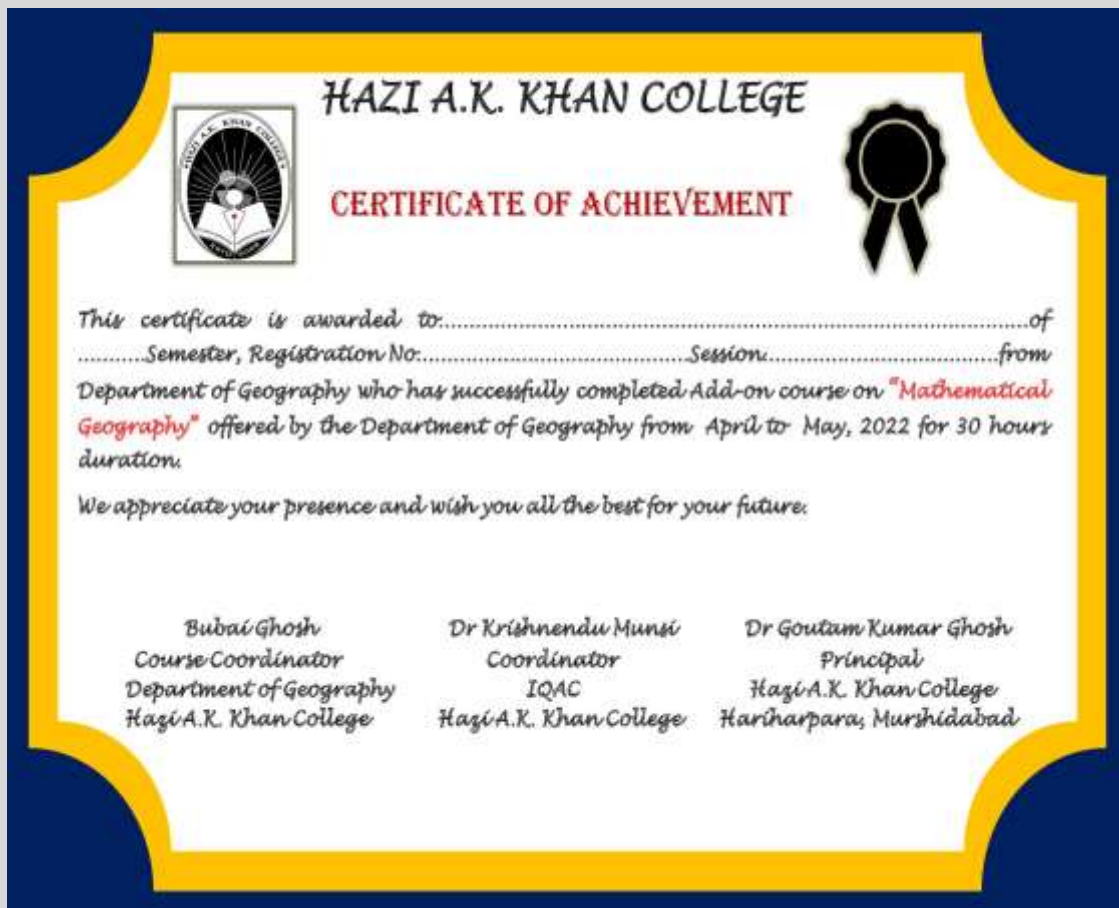 HAZI A.K. KHAN COLLEGE
HAZI A.K. KHAN COLLEGE
CERTIFICATE OF ACHIEVEMENT
This certificate is awarded to...............................................................................................................of
............Semester, Registration No...................................................Session............................................from
Department of Geography who has successfully completed Add-on course on "Mathematical
Geography" offered by the Department of Geography from April to May, 2022 for 30 hours
duration.
We appreciate your presence and wish you all the best for your future.
Bubai Ghosh
Course Coordinator
Department of Geography
Hazi A.K. Khan College
Dr Krishnendu Munsi
Coordinator
IQAC
Hazi A.K. Khan College
Dr Goutam Kumar Ghosh
Principal
Hazi A.K. Khan College
Hariharpara, Murshidabad